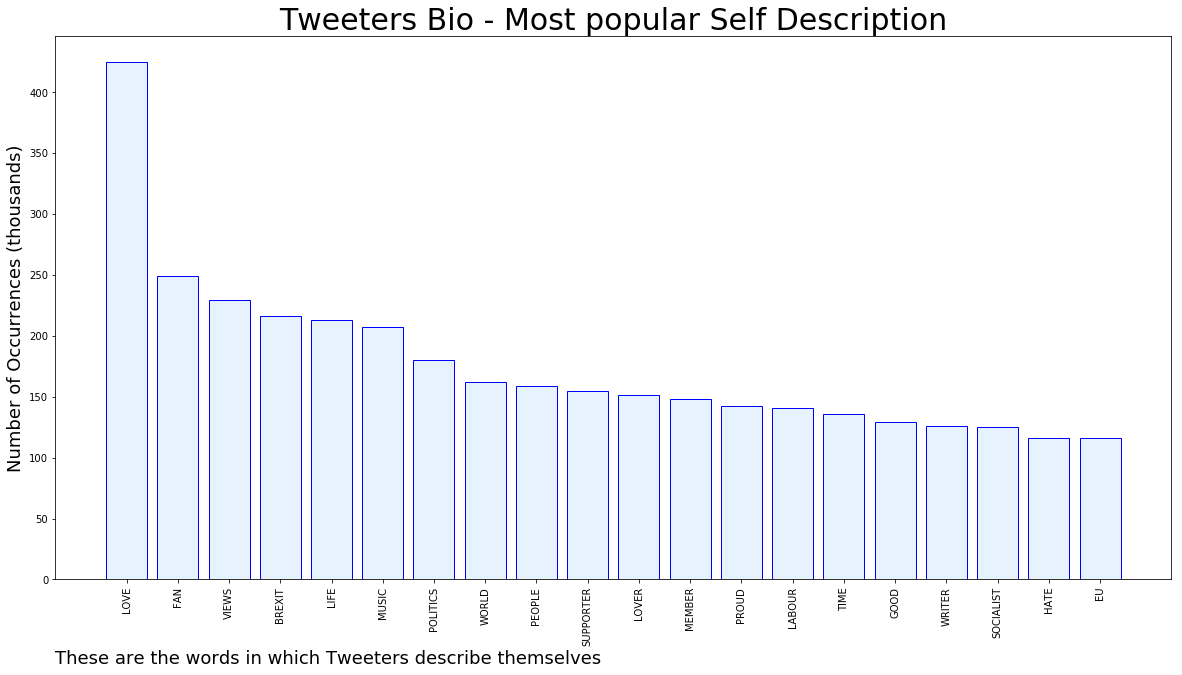 Tweeters Bio - Most popular Self Description
Number of Occurrences (thousands)
400
350
300
250
200
150
100
50
0
LOVE
FAN
VIEWS
BREXIT
LIFE
MUSIC
POLITICS
WORLD
PEOPLE
SUPPORTER
LOVER
MEMBER
PROUD
LABOUR
TIME
GOOD
WRITER
SOCIALIST
HATE
EU
These are the words in which Tweeters describe themselves